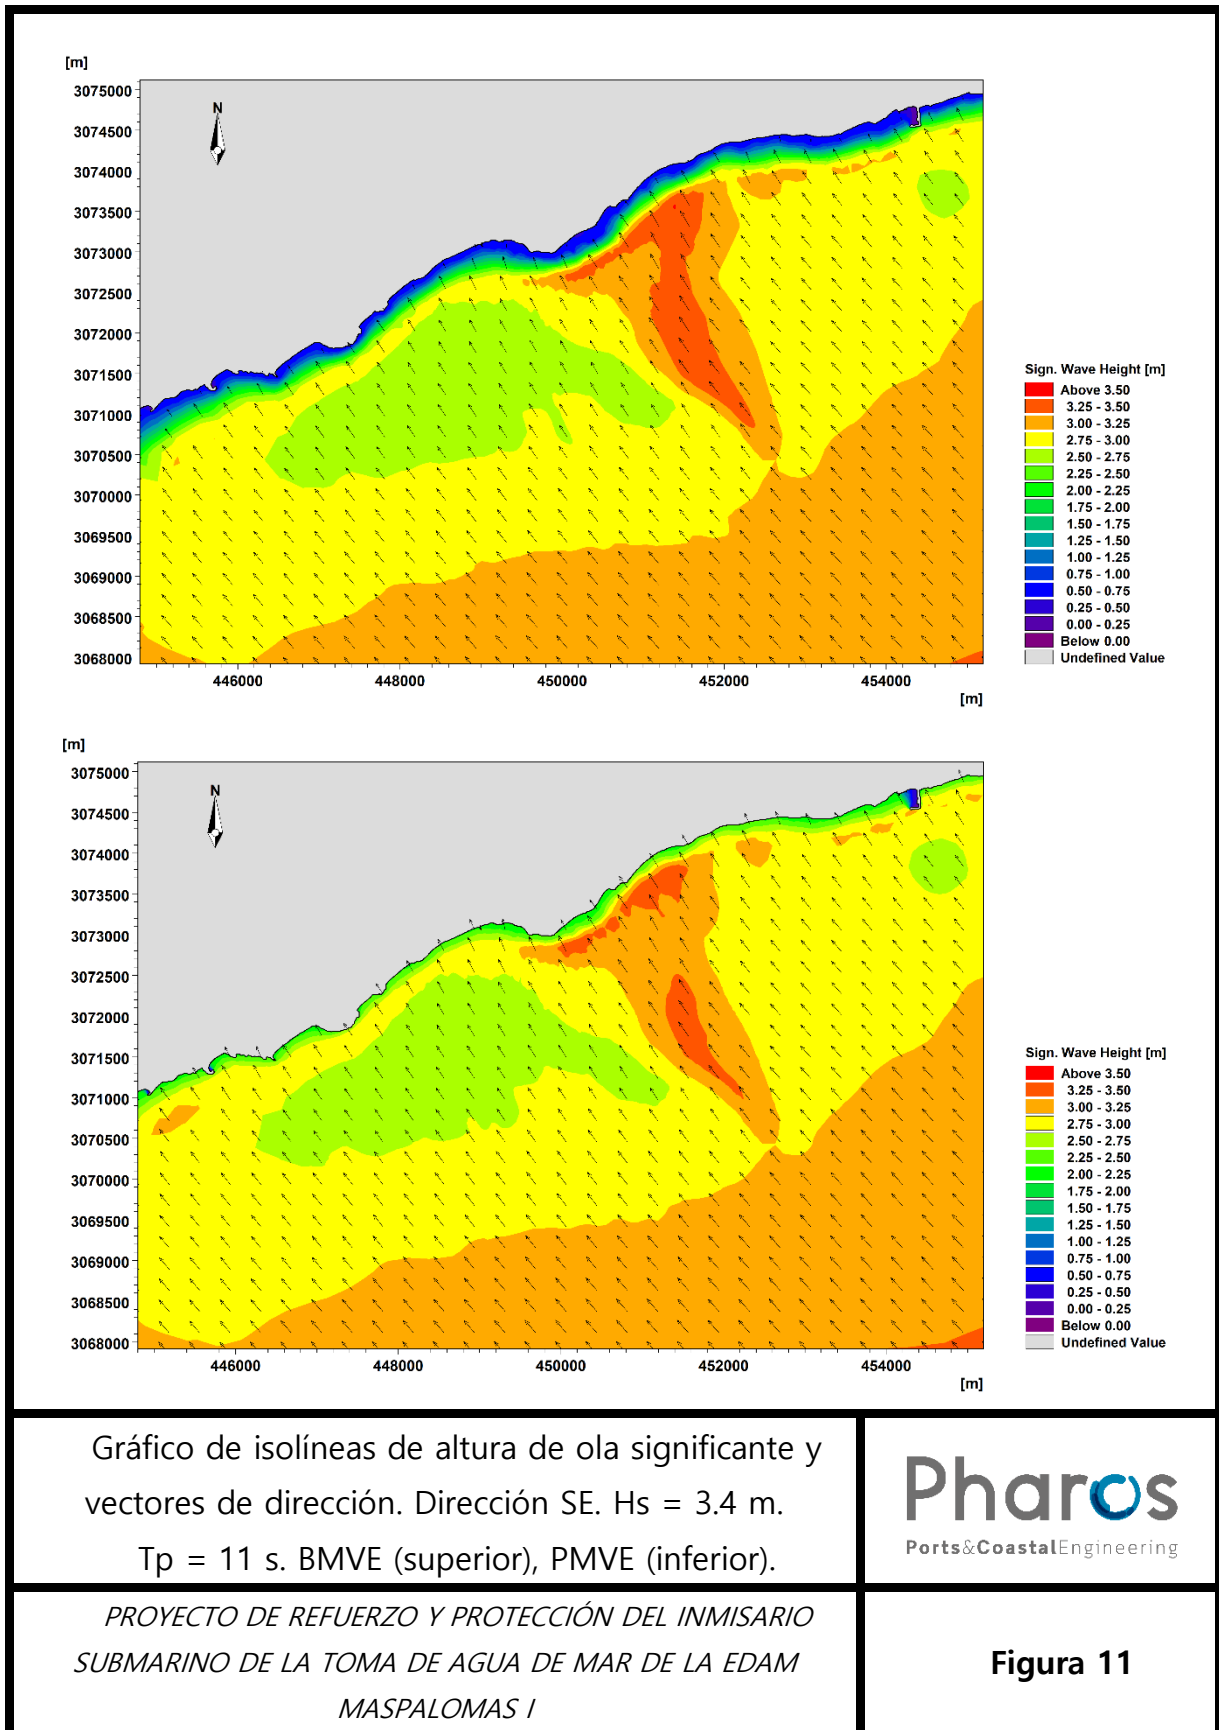 [m]
3075000
3074500
3074000
3073500
3073000
3072500
3072000
3071500
3071000
3070500
3070000
3069500
3069000
3068500
3068000
N
446000 448000 450000 452000 454000
[m]
Sign. Wave Height [m]
Above 3.50
3.25 - 3.50
3.00 - 3.25
2.75 - 3.00
2.50 - 2.75
2.25 - 2.50
2.00 - 2.25
1.75 - 2.00
1.50 - 1.75
1.25 - 1.50
1.00 - 1.25
0.75 - 1.00
0.50 - 0.75
0.25 - 0.50
0.00 - 0.25
Below 0.00
Undefined Value
[m]
3075000
3074500
3074000
3073500
3073000
3072500
3072000
3071500
3071000
3070500
3070000
3069500
3069000
3068500
3068000
N
446000 448000 450000 452000 454000
[m]
Sign. Wave Height [m]
Above 3.50
3.25 - 3.50
3.00 - 3.25
2.75 - 3.00
2.50 - 2.75
2.25 - 2.50
2.00 - 2.25
1.75 - 2.00
1.50 - 1.75
1.25 - 1.50
1.00 - 1.25
0.75 - 1.00
0.50 - 0.75
0.25 - 0.50
0.00 - 0.25
Below 0.00
Undefined Value
Gráfico de isolíneas de altura de ola significante y
vectores de dirección. Dirección SE. Hs = 3.4 m.
Tp = 11 s. BMVE (superior), PMVE (inferior).
Pharos
Ports&CoastalEngineering
PROYECTO DE REFUERZO Y PROTECCIÓN DEL INMISARIO
SUBMARINO DE LA TOMA DE AGUA DE MAR DE LA EDAM
MASPALOMAS I
Figura 11